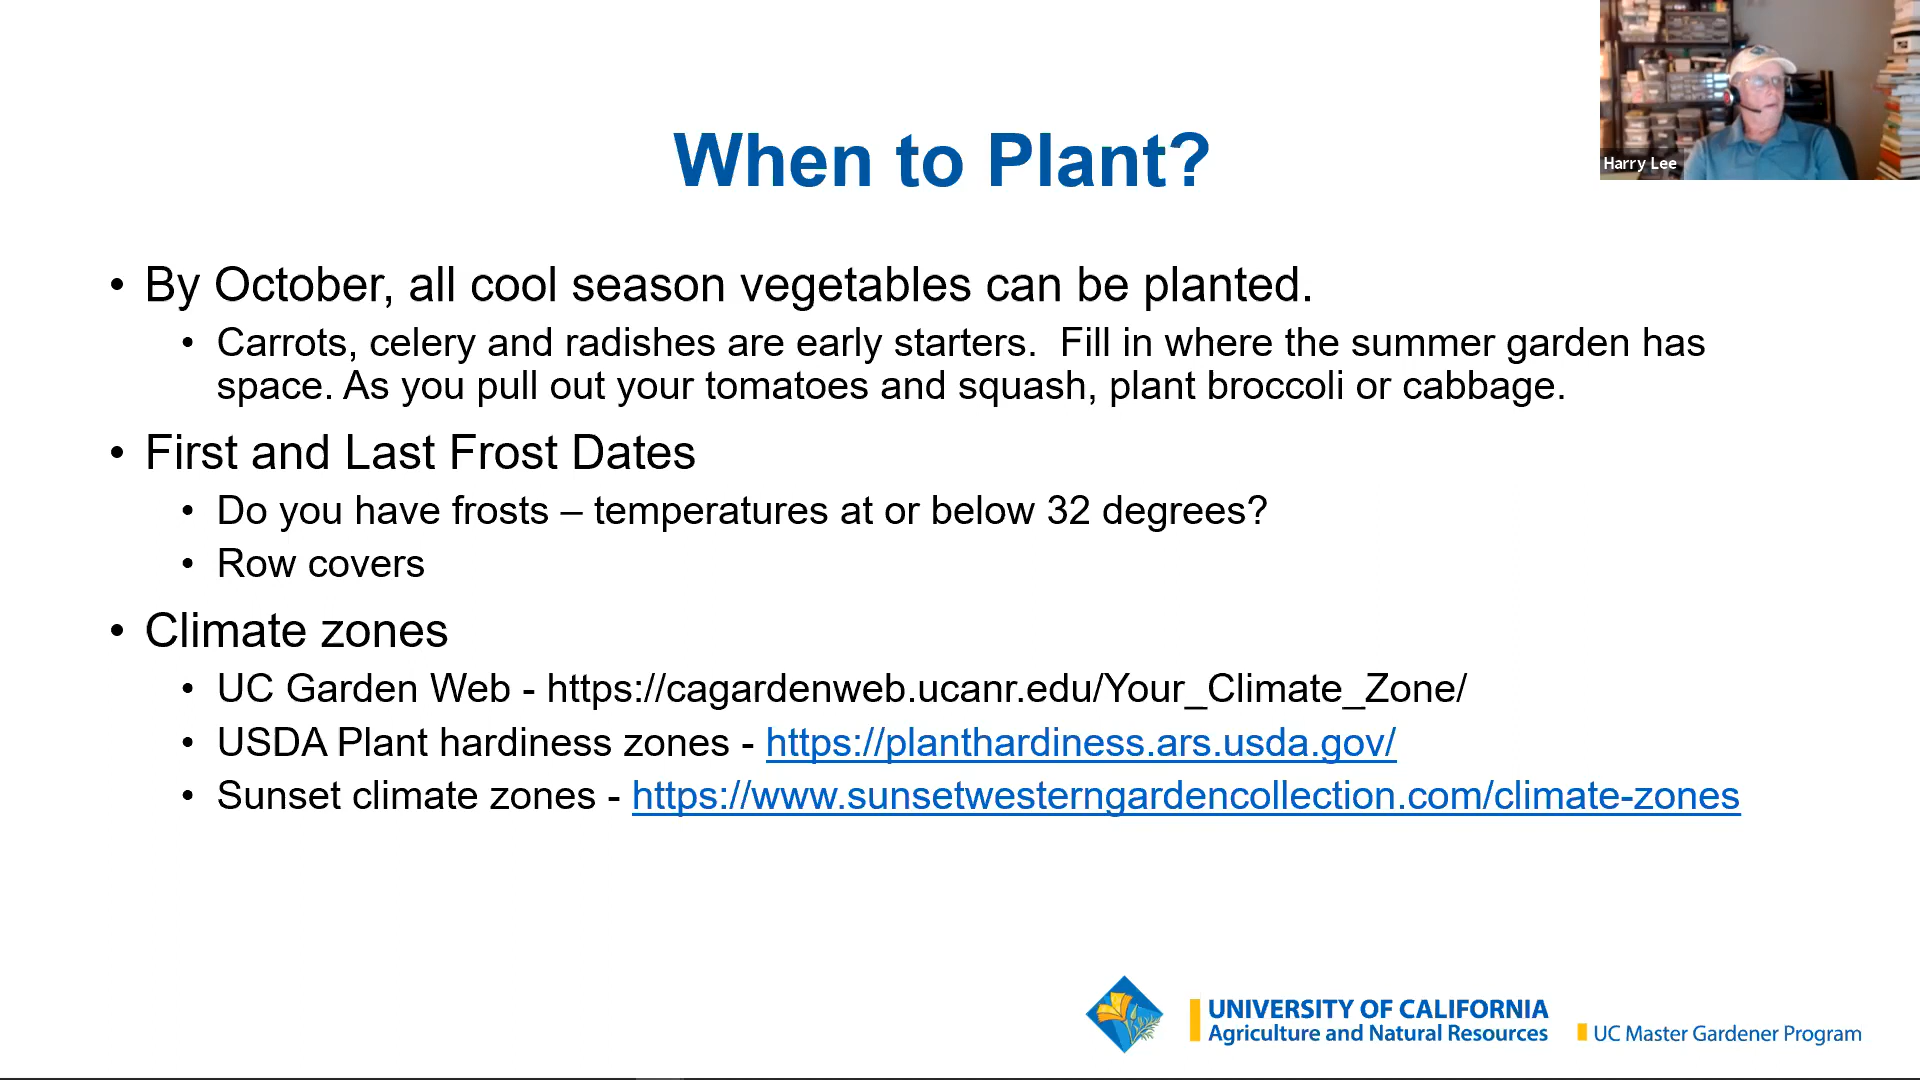 Harry Lee
When to Plant?
• By October, all cool season vegetables can be planted.
• Carrots, celery and radishes are early starters.  Fill in where the summer garden has
space. As you pull out your tomatoes and squash, plant broccoli or cabbage.
• First and Last Frost Dates
• Do you have frosts – temperatures at or below 32 degrees?
• Row covers
• Climate zones
• UC Garden Web - https://cagardenweb.ucanr.edu/Your_Climate_Zone/
• USDA Plant hardiness zones - https://planthardiness.ars.usda.gov/
• Sunset climate zones - https://www.sunsetwesterngardencollection.com/climate-zones
UNIVERSITY OF CALIFORNIA
Agriculture and Natural Resources
UC Master Gardener Program